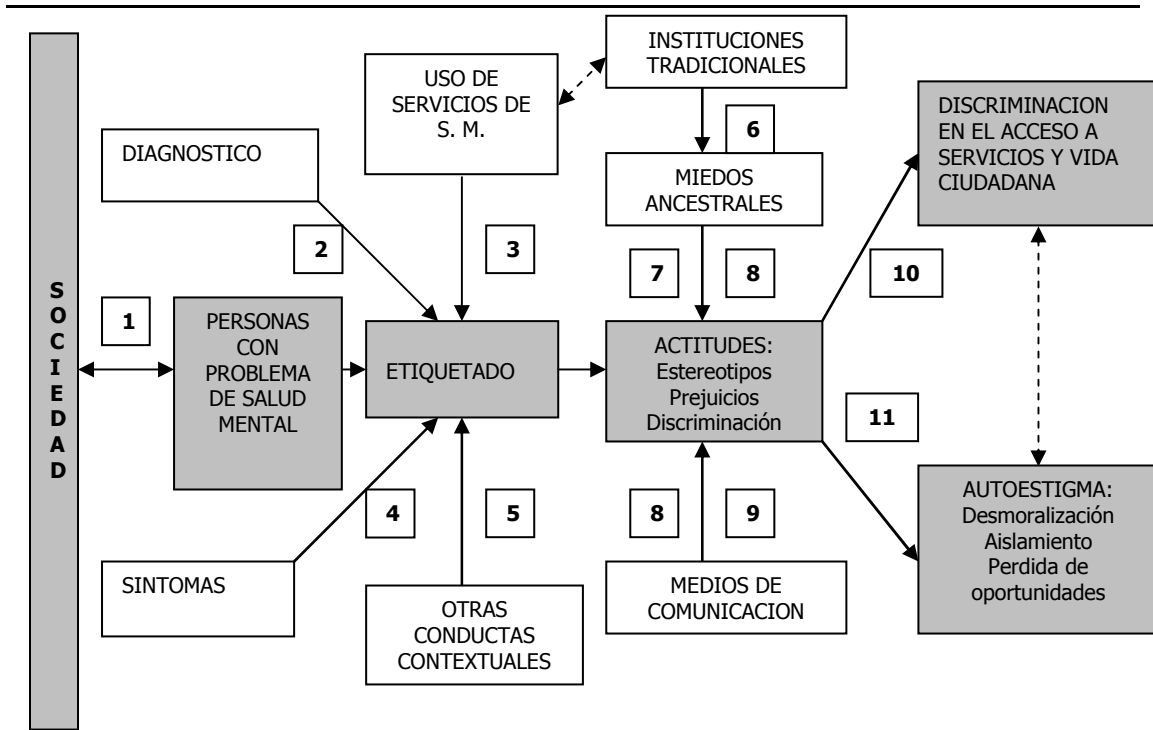 SOCIEDAD
1
DIAGNOSTICO
2
USO DE
SERVICIOS DE
S. M.
3
INSTITUCIONES
TRADICIONALES
6
MIEDOS
ANCESTRALES
7
8
PERSONAS
CON
PROBLEMA
DE SALUD
MENTAL
ETIQUETADO
ACTITUDES:
Estereotipos
Prejuicios
Discriminación
10
DISCRIMINACION
EN EL ACCESO A
SERVICIOS Y VIDA
CIUDADANA
11
AUTOESTIGMA:
Desmoralización
Aislamiento
Perdida de
oportunidades
4
SINTOMAS
5
OTRAS
CONDUCTAS
CONTEXTUALES
8
9
MEDIOS DE
COMUNICACION